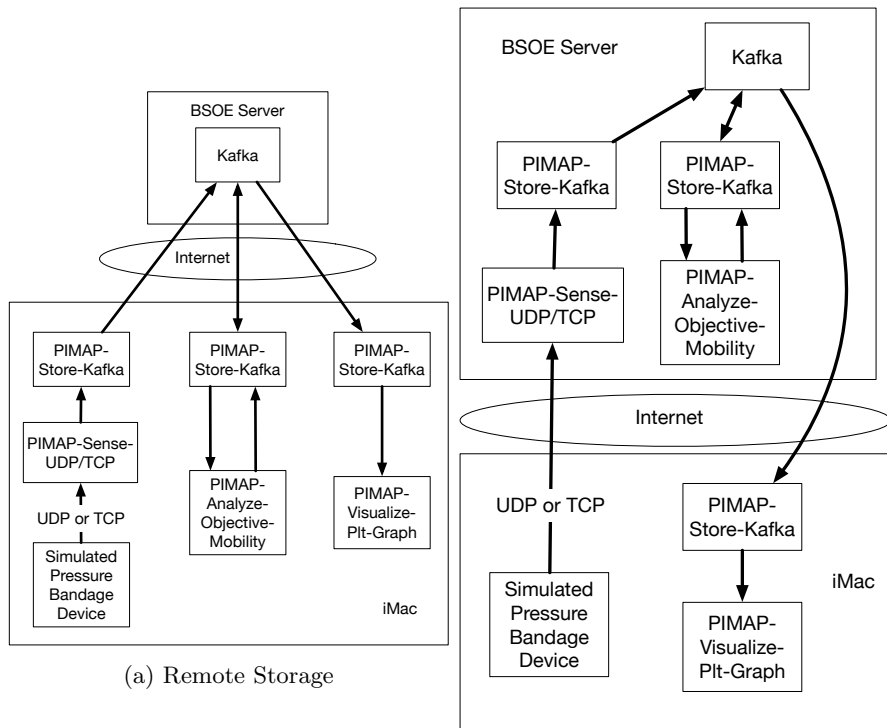 BSOE Server
Kafka
Internet
PIMAP-
Store-Kafka
PIMAP-
Store-Kafka
PIMAP-
Store-Kafka
PIMAP-Sense-
UDP/TCP
PIMAP-
Analyze-
Objective-
Mobility
PIMAP-
Visualize-
Plt-Graph
UDP or TCP
Simulated
Pressure
Bandage
Device
iMac
(a) Remote Storage
BSOE Server
Kafka
PIMAP-
Store-Kafka
PIMAP-
Store-Kafka
PIMAP-Sense-
UDP/TCP
PIMAP-
Analyze-
Objective-
Mobility
Internet
UDP or TCP
PIMAP-
Store-Kafka
iMac
Simulated
Pressure
Bandage
Device
PIMAP-
Visualize-
Plt-Graph